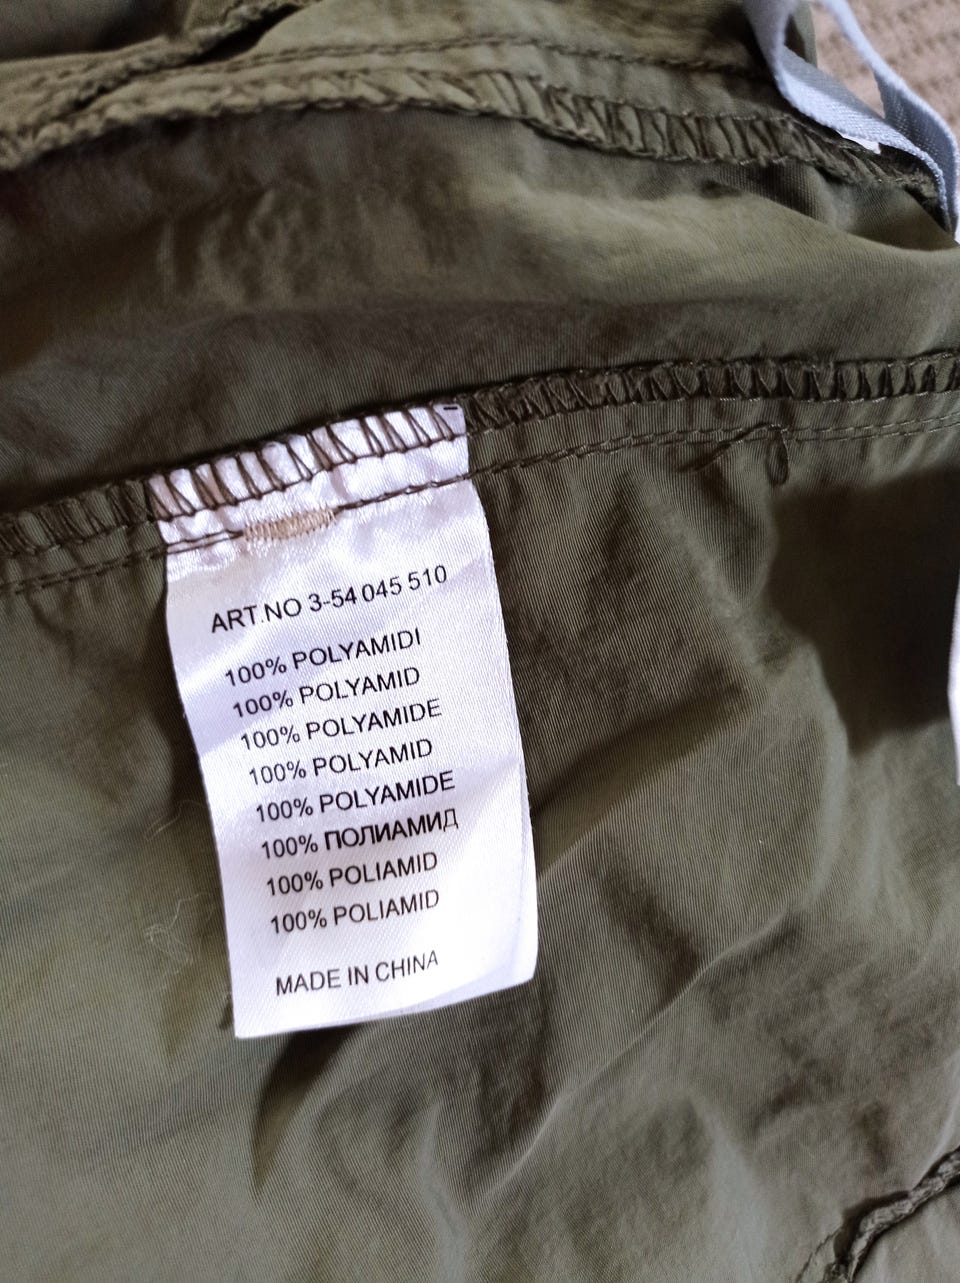 ART.NO 3-54 045 510
100% POLYAMIDI
100% POLYAMID
100% POLYAMIDE
100% POLYAMID
100% POLYAMIDE
100% ПОЛИАМИД
100% POLIAMID
100% POLIAMID
MADE IN CHINA